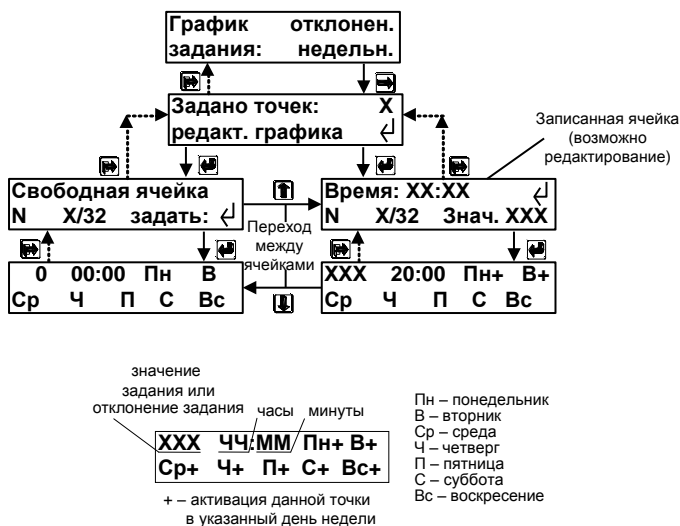 График отклонен.
задания: недельн.
Задано точек: X
редакт. графика
Записанная ячейка
(возможно
редактирование)
Свободная ячейка
N X/32 задать:
Переход
между
ячейками
Время: XX:XX
N X/32 Знач. XXX
0 00:00 Пн В
Ср Ч П С Вс
XXX 20:00 Пн+ В+
Ср Ч П С Вс
значение
задания или
отклонение задания
часы
минуты
XXX ЧЧ:ММ Пн+ В+
Ср+ Ч+ П+ С+ Вс+
+ – активация данной точки
в указанный день недели
Пн – понедельник
В – вторник
Ср – среда
Ч – четверг
П – пятница
С – суббота
Вс – воскресение